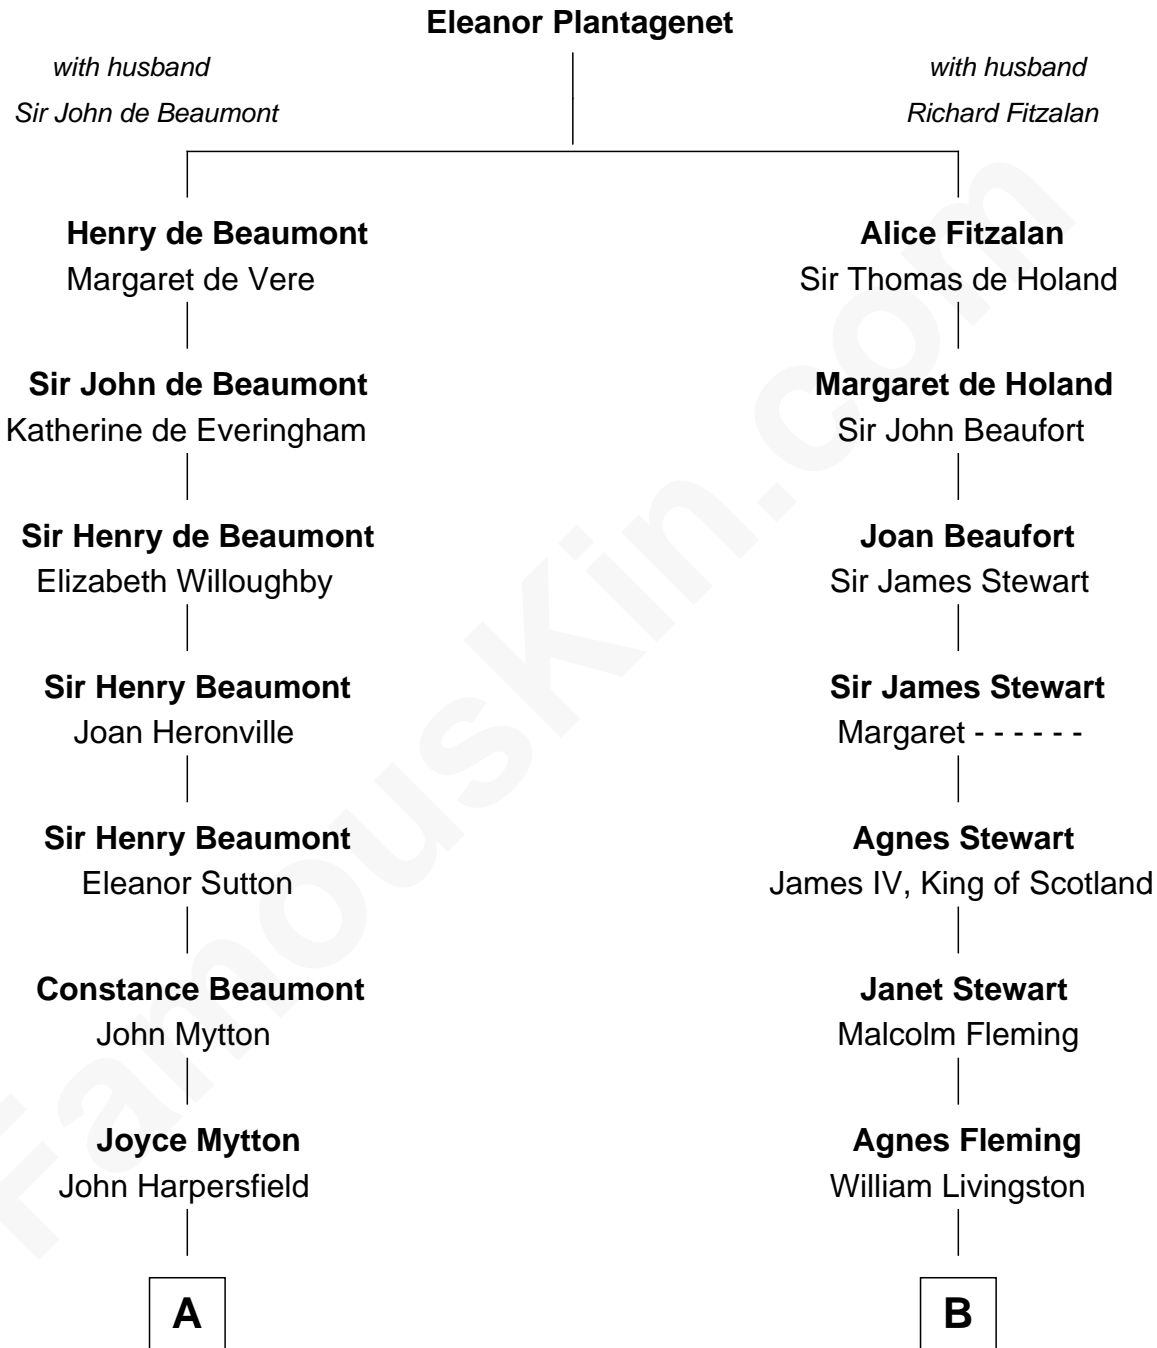 Eleanor Plantagenet
with husband
Sir John de Beaumont
with husband
Richard Fitzalan
Henry de Beaumont
Margaret de Vere
Alice Fitzalan
Sir Thomas de Holand
Sir John de Beaumont
Katherine de Everingham
Margaret de Holand
Sir John Beaufort
Sir Henry de Beaumont
Elizabeth Willoughby
Joan Beaufort
Sir James Stewart
Sir Henry Beaumont
Joan Heronville
Sir James Stewart
Margaret - - - - - -
Sir Henry Beaumont
Eleanor Sutton
Agnes Stewart
James IV, King of Scotland
Constance Beaumont
John Mytton
Janet Stewart
Malcolm Fleming
Joyce Mytton
John Harpersfield
Agnes Fleming
William Livingston
A
B
FamousKin.com